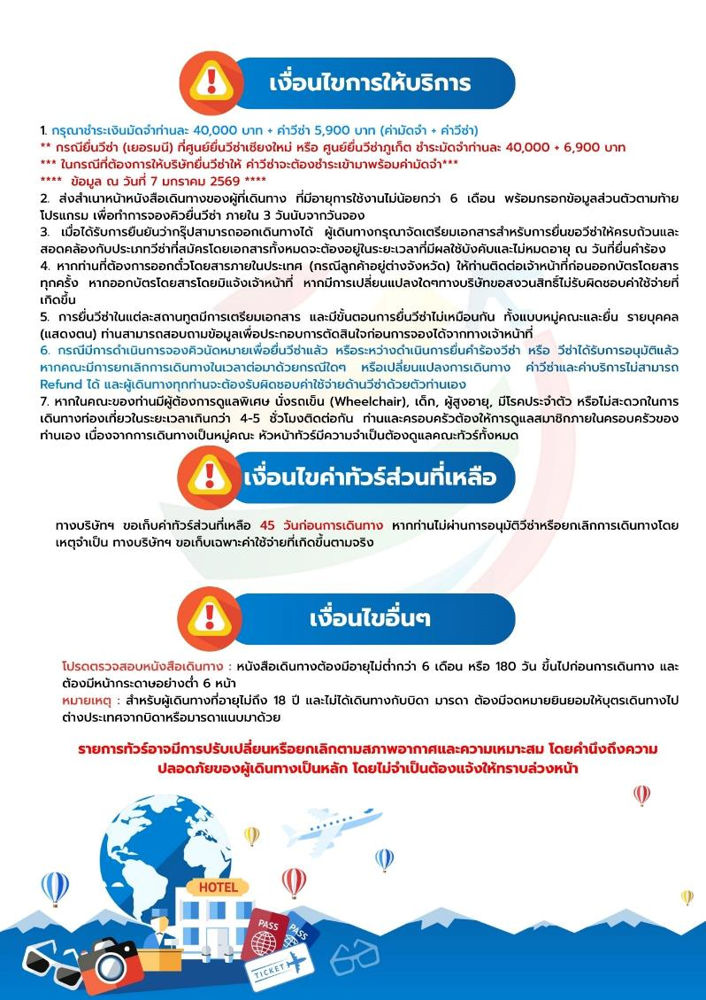 เงื่อนไขการให้บริการ
1. กรุณาชำระเงินมัดจำท่านละ 40,000 บาท + ค่าวีซ่า 5,900 บาท (ค่ามัดจำ + ค่าวีซ่า)
** กรณียื่นวีซ่า (เยอรมนี) ที่ศูนย์ยื่นวีซ่าเชียงใหม่ หรือ ศูนย์ยื่นวีซ่าภูเก็ต ชำระมัดจำท่านละ 40,000 + 6,900 บาท
*** ในกรณีที่ต้องการให้บริษัทยื่นวีซ่าให้ ค่าวีซ่าจะต้องชำระเข้ามาพร้อมค่ามัดจำ***
**** ข้อมูล ณ วันที่ 7 มกราคม 2569 ****
2. ส่งสำเนาหน้าหนังสือเดินทางของผู้ที่เดินทาง ที่มีอายุการใช้งานไม่น้อยกว่า 6 เดือน พร้อมกรอกข้อมูลส่วนตัวตามท้าย
โปรแกรม เพื่อทำการจองคิวยื่นวีซ่า ภายใน 3 วันนับจากวันจอง
3. เมื่อได้รับการยืนยันว่ากรุ๊ปสามารถออกเดินทางได้ ผู้เดินทางกรุณาจัดเตรียมเอกสารสำหรับการยื่นขอวีซ่าให้ครบถ้วนและ
สอดคล้องกับประเภทวีซ่าที่สมัครโดยเอกสารทั้งหมดจะต้องอยู่ในระยะเวลาที่มีผลใช้บังคับและไม่หมดอายุ ณ วันที่ยื่นคำร้อง
4. หากท่านที่ต้องการออกตั๋วโดยสารภายในประเทศ (กรณีลูกค้าอยู่ต่างจังหวัด) ให้ท่านติดต่อเจ้าหน้าที่ก่อนออกบัตรโดยสาร
ทุกครั้ง หากออกบัตรโดยสารโดยมิแจ้งเจ้าหน้าที่ หากมีการเปลี่ยนแปลงใดๆทางบริษัทขอสงวนสิทธิ์ไม่รับผิดชอบค่าใช้จ่ายที่
เกิดขึ้น
5. การยื่นวีซ่าในแต่ละสถานทูตมีการเตรียมเอกสาร และมีขั้นตอนการยื่นวีซ่าไม่เหมือนกัน ทั้งแบบหมู่คณะและยื่น รายบุคคล
(แสดงตน) ท่านสามารถสอบถามข้อมูลเพื่อประกอบการตัดสินใจก่อนการจองได้จากทางเจ้าหน้าที่
6. กรณีมีการดำเนินการจองคิวนัดหมายเพื่อยื่นวีซ่าแล้ว หรือระหว่างดำเนินการยื่นคำร้องวีซ่า หรือ วีซ่าได้รับการอนุมัติแล้ว
หากคณะมีการยกเลิกการเดินทางในเวลาต่อมาด้วยกรณีใดๆ หรือเปลี่ยนแปลงการเดินทาง ค่าวีซ่าและค่าบริการไม่สามารถ
Refund ได้ และผู้เดินทางทุกท่านจะต้องรับผิดชอบค่าใช้จ่ายด้านวีซ่าด้วยตัวท่านเอง
7. หากในคณะของท่านมีผู้ต้องการดูแลพิเศษ นั่งรถเข็น (Wheelchair), เด็ก, ผู้สูงอายุ, มีโรคประจำตัว หรือไม่สะดวกในการ
เดินทางท่องเที่ยวในระยะเวลาเกินกว่า 4-5 ชั่วโมงติดต่อกัน ท่านและครอบครัวต้องให้การดูแลสมาชิกภายในครอบครัวของ
ท่านเอง เนื่องจากการเดินทางเป็นหมู่คณะ หัวหน้าทัวร์มีความจำเป็นต้องดูแลคณะทัวร์ทั้งหมด
เงื่อนไขค่าทัวร์ส่วนที่เหลือ
ทางบริษัทฯ ขอเก็บค่าทัวร์ส่วนที่เหลือ 45 วันก่อนการเดินทาง หากท่านไม่ผ่านการอนุมัติวีซ่าหรือยกเลิกการเดินทางโดย
เหตุจำเป็น ทางบริษัทฯ ขอเก็บเฉพาะค่าใช้จ่ายที่เกิดขึ้นตามจริง
เงื่อนไขอื่นๆ
โปรดตรวจสอบหนังสือเดินทาง : หนังสือเดินทางต้องมีอายุไม่ต่ำกว่า 6 เดือน หรือ 180 วัน ขึ้นไปก่อนการเดินทาง และ
ต้องมีหน้ากระดาษอย่างต่ำ 6 หน้า
หมายเหตุ : สำหรับผู้เดินทางที่อายุไม่ถึง 18 ปี และไม่ได้เดินทางกับบิดา มารดา ต้องมีจดหมายยินยอมให้บุตรเดินทางไป
ต่างประเทศจากบิดาหรือมารดาแนบมาด้วย
รายการทัวร์อาจมีการปรับเปลี่ยนหรือยกเลิกตามสภาพอากาศและความเหมาะสม โดยคำนึงถึงความ
ปลอดภัยของผู้เดินทางเป็นหลัก โดยไม่จำเป็นต้องแจ้งให้ทราบล่วงหน้า
HOTEL
PASS
PASS
TICKET